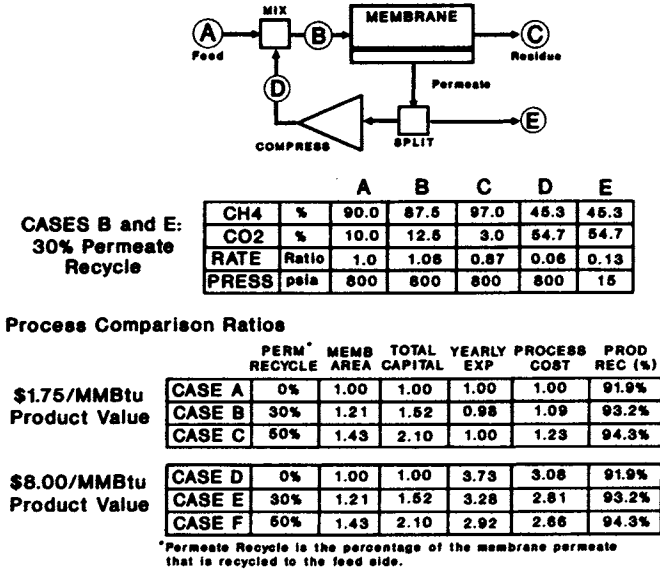 MIX
MEMBRANE
A
B
C
Feed
Residue
D
Permeate
COMPRESS
SPLIT
E
A B C D E
CASES B and E:
30% Permeate
Recycle
CH4 % 90.0 87.5 97.0 45.3 45.3
CO2 % 10.0 12.5 3.0 54.7 54.7
RATE Ratio 1.0 1.06 0.87 0.06 0.13
PRESS psia 800 800 800 800 15
Process Comparison Ratios
PERM* MEMB TOTAL YEARLY PROCESS PROD
RECYCLE AREA CAPITAL EXP COST REC (%)
$1.75/MMBtu
Product Value
CASE A 0% 1.00 1.00 1.00 1.00 91.9%
CASE B 30% 1.21 1.52 0.98 1.09 93.2%
CASE C 50% 1.43 2.10 1.00 1.23 94.3%
$8.00/MMBtu
Product Value
CASE D 0% 1.00 1.00 3.73 3.08 91.9%
CASE E 30% 1.21 1.52 3.28 2.81 93.2%
CASE F 50% 1.43 2.10 2.92 2.66 94.3%
*Permeate Recycle is the percentage of the membrane permeate
that is recycled to the feed side.